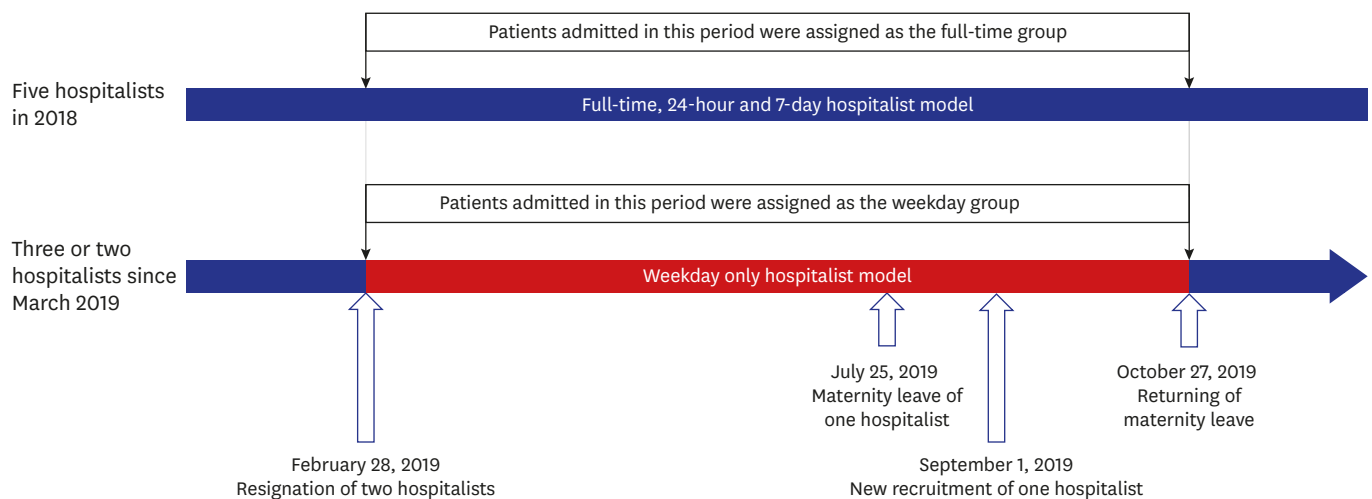 Patients admitted in this period were assigned as the full-time group
Five hospitalists
in 2018
Full-time, 24-hour and 7-day hospitalist model
Patients admitted in this period were assigned as the weekday group
Three or two
hospitalists since
March 2019
Weekday only hospitalist model
July 25, 2019
Maternity leave of
one hospitalist
October 27, 2019
Returning of
maternity leave
February 28, 2019
Resignation of two hospitalists
September 1, 2019
New recruitment of one hospitalist